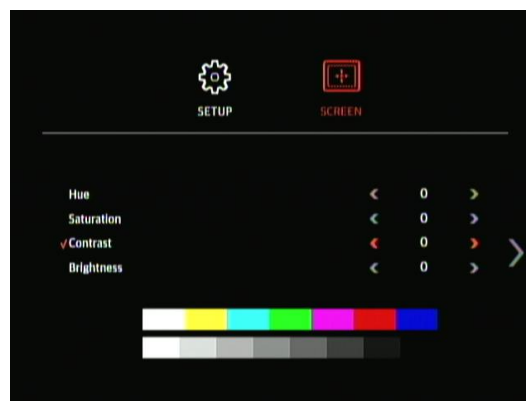 SETUP SCREEN
Hue 0
Saturation 0
Contrast 0
Brightness 0